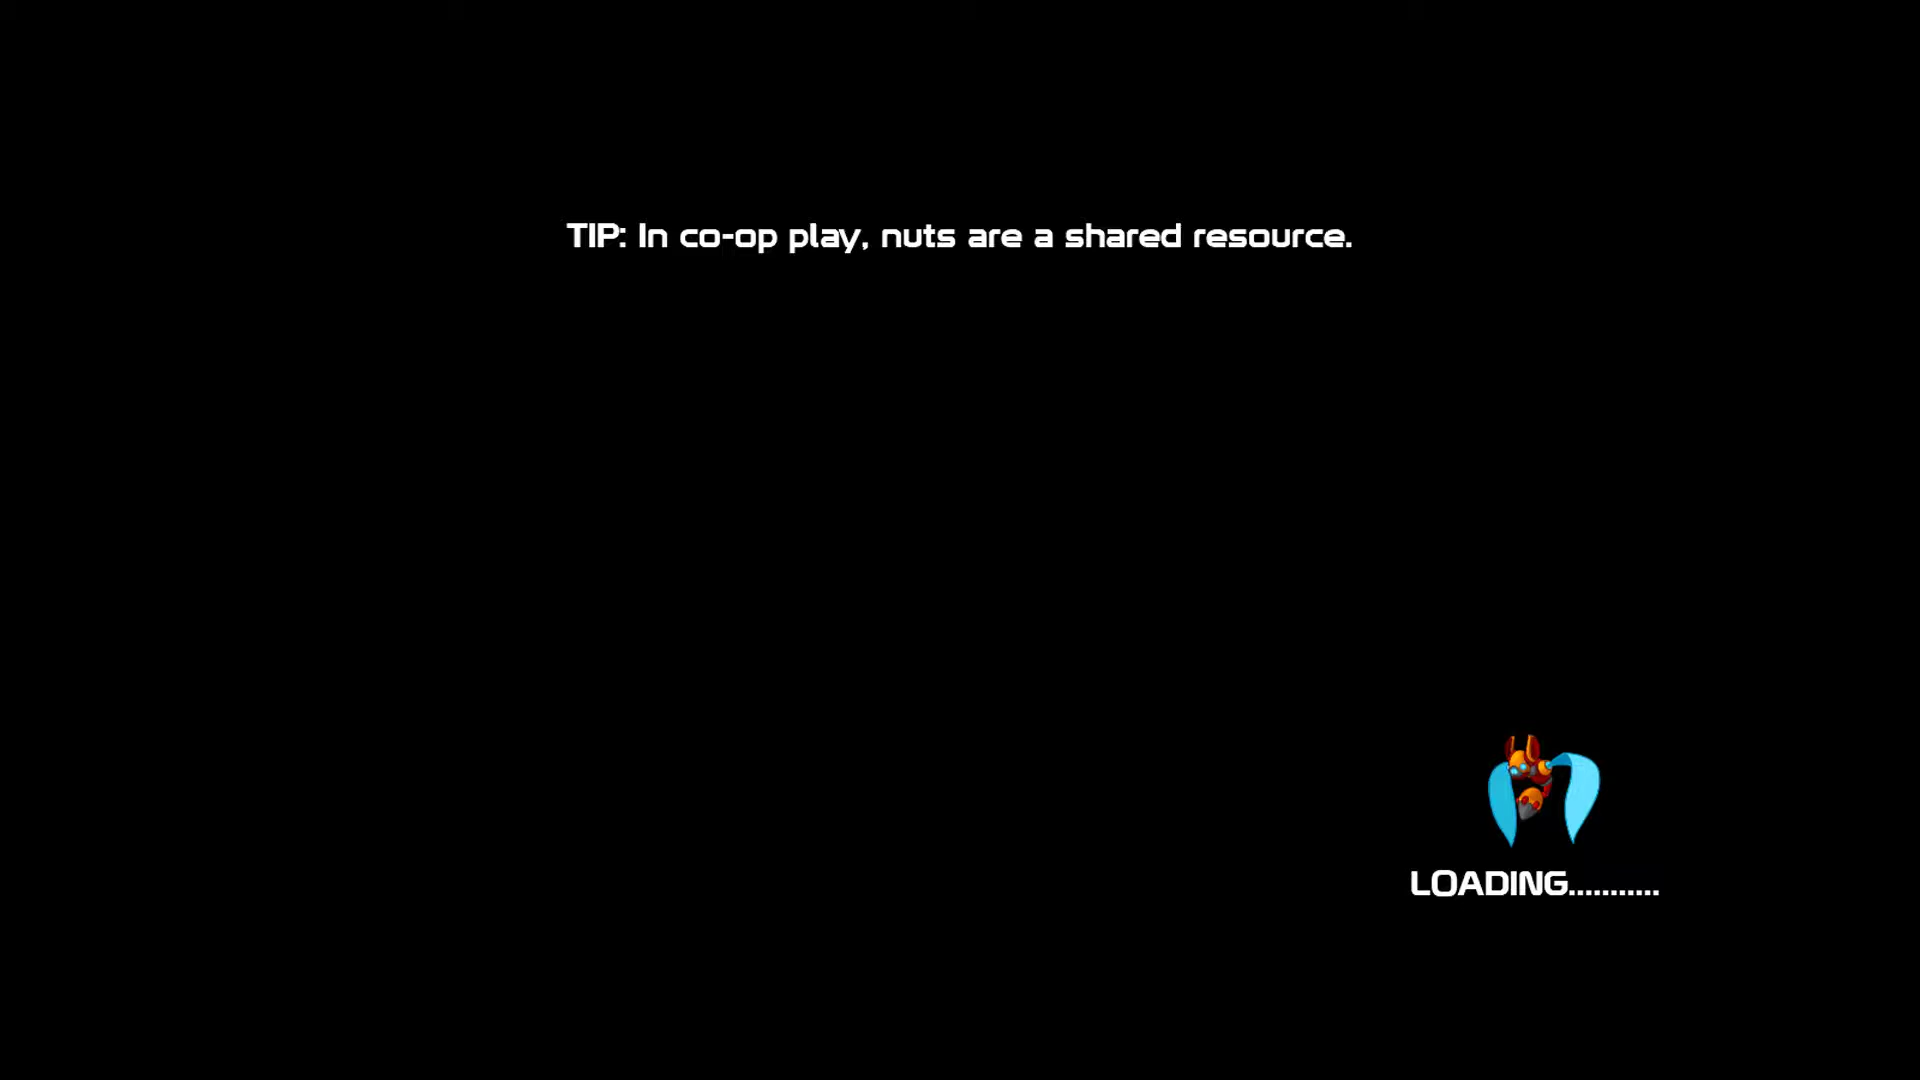 TIP: In co-op play, nuts are a shared resource.
LOADING...........